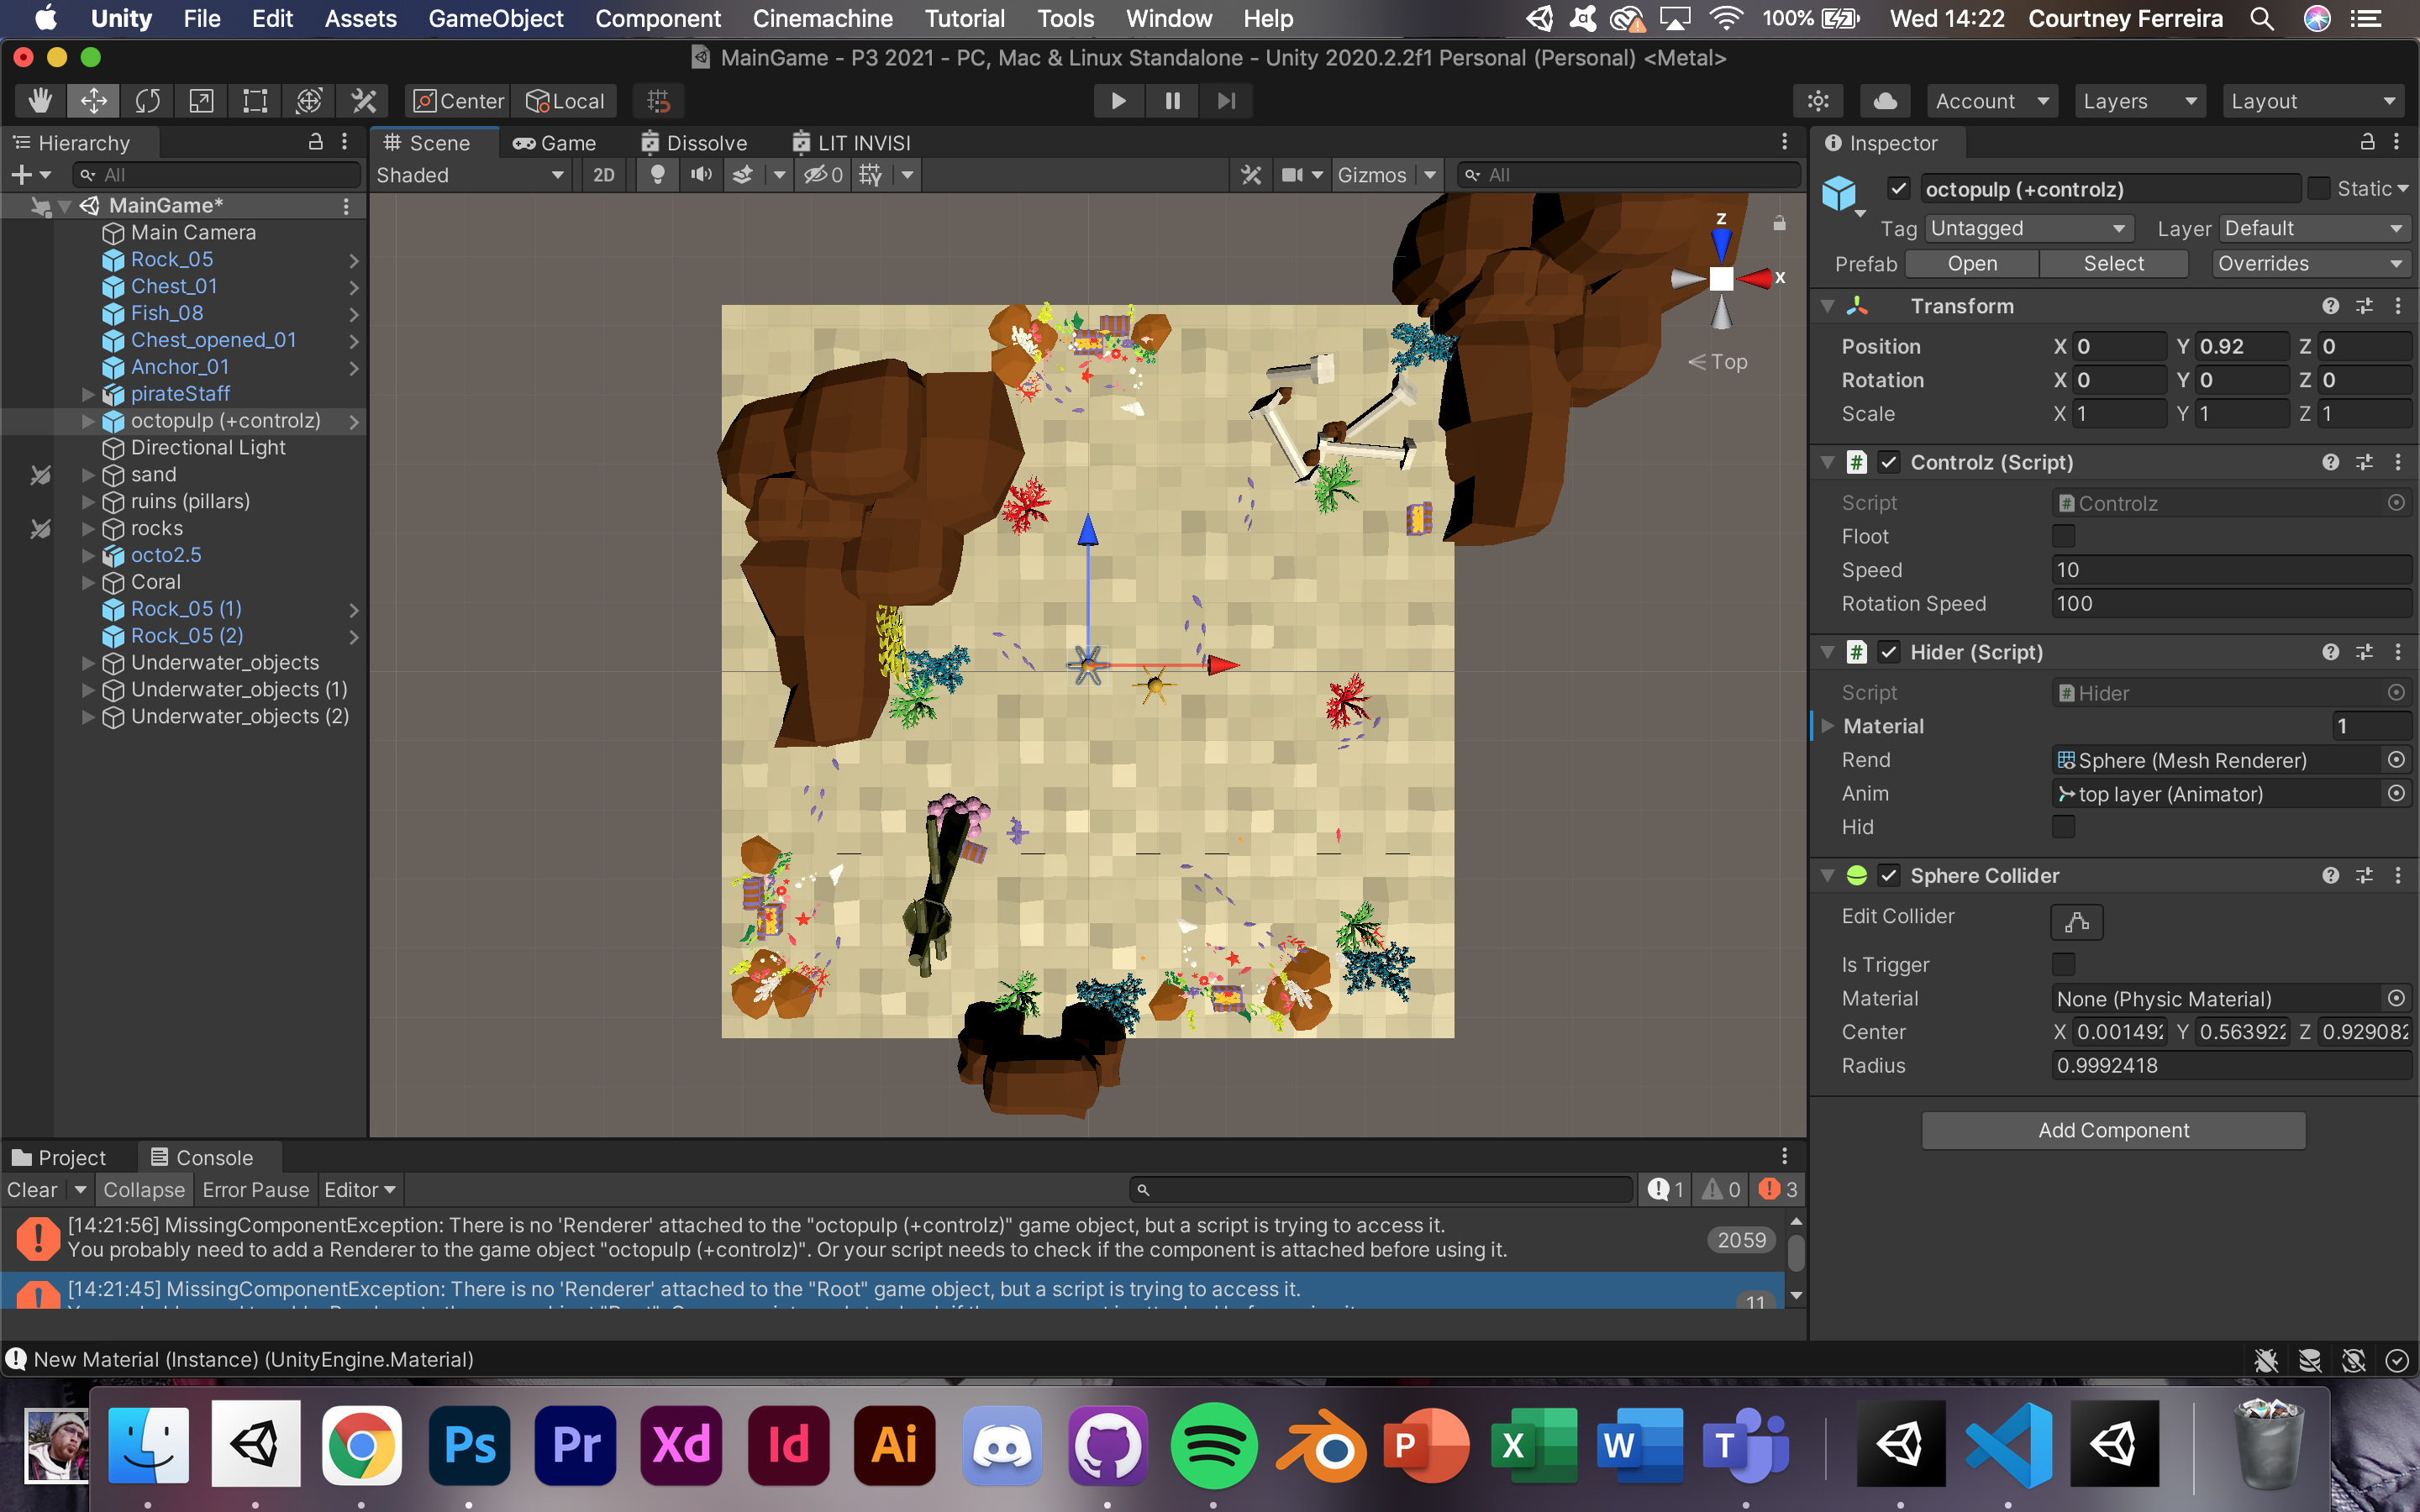 Unity File Edit Assets GameObject Component Cinemachine Tutorial Tools Window Help 100% Wed 14:22 Courtney Ferreira
MainGame - P3 2021 - PC, Mac & Linux Standalone - Unity 2020.2.2f1 Personal (Personal) <Metal>
Center Local Account Layers Layout
Hierarchy Scene Game Dissolve LIT INVISI Inspector
All Shaded 2D 0 Gizmos All
MainGame*
Main Camera
Rock_05
Chest_01
Fish_08
Chest_opened_01
Anchor_01
pirateStaff
octopulp (+controlz)
Directional Light
sand
ruins (pillars)
rocks
octo2.5
Coral
Rock_05 (1)
Rock_05 (2)
Underwater_objects
Underwater_objects (1)
Underwater_objects (2)
z
x
Top
octopulp (+controlz) Static
Tag Untagged Layer Default
Prefab Open Select Overrides
Transform
Position X 0 Y 0.92 Z 0
Rotation X 0 Y 0 Z 0
Scale X 1 Y 1 Z 1
# Controlz (Script)
Script # Controlz
Floot
Speed 10
Rotation Speed 100
# Hider (Script)
Script # Hider
Material 1
Rend Sphere (Mesh Renderer)
Anim top layer (Animator)
Hid
Sphere Collider
Edit Collider
Is Trigger
Material None (Physic Material)
Center X 0.00149 Y 0.563922 Z 0.92908
Radius 0.9992418
Add Component
Project Console
Clear Collapse Error Pause Editor 1 0 3
[14:21:56] MissingComponentException: There is no 'Renderer' attached to the "octopulp (+controlz)" game object, but a script is trying to access it.
You probably need to add a Renderer to the game object "octopulp (+controlz)". Or your script needs to check if the component is attached before using it.
2059
[14:21:45] MissingComponentException: There is no 'Renderer' attached to the "Root" game object, but a script is trying to access it.
11
New Material (Instance) (UnityEngine.Material)
Ps Pr Xd Id Ai P X W T